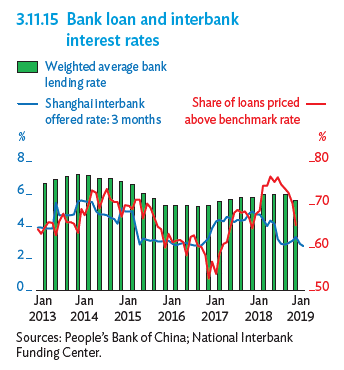 3.11.15 Bank loan and interbank
interest rates
Weighted average bank
lending rate
Shanghai interbank
offered rate: 3 months
Share of loans priced
above benchmark rate
%
%
8
80
6
70
4
60
2
0
50
Jan Jan Jan Jan Jan Jan Jan
2013 2014 2015 2016 2017 2018 2019
Sources: People's Bank of China; National Interbank
Funding Center.